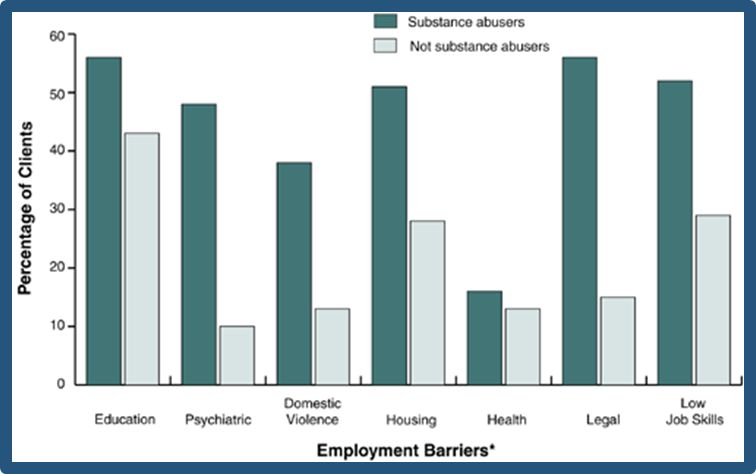 Substance abusers
Not substance abusers
60
50
40
30
20
10
0
Percentage of Clients
Education
Psychiatric
Domestic
Violence
Housing
Health
Legal
Low
Job Skills
Employment Barriers*